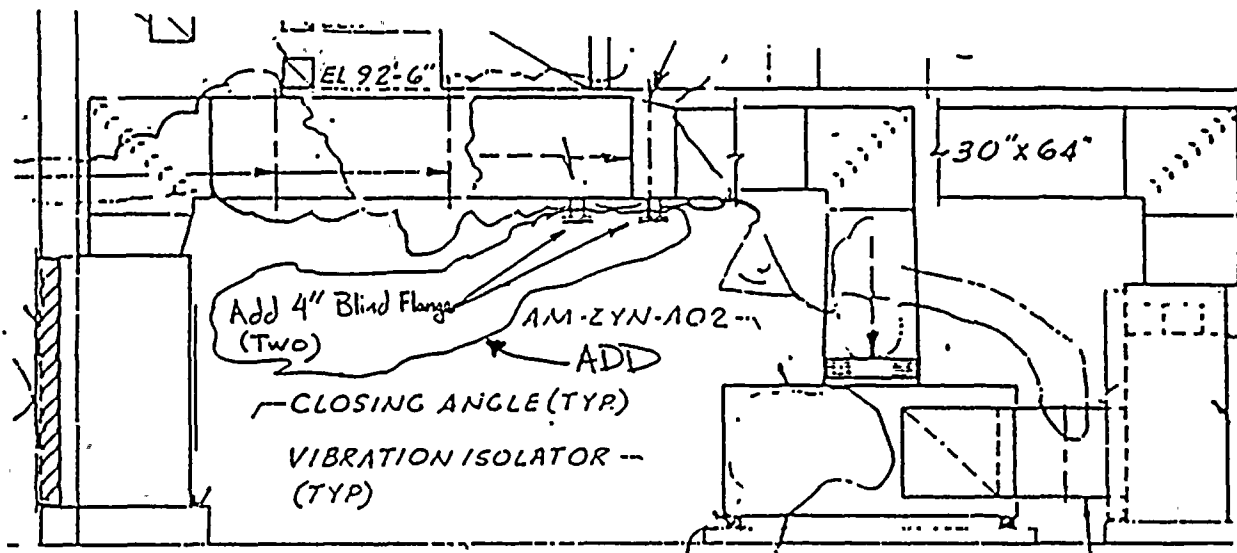 EL 92'-6"
30"x64"
Add 4" Blind Flange
(Two)
AM-ZYN-A02
ADD
CLOSING ANGLE (TYP.)
VIBRATION ISOLATOR
(TYP)